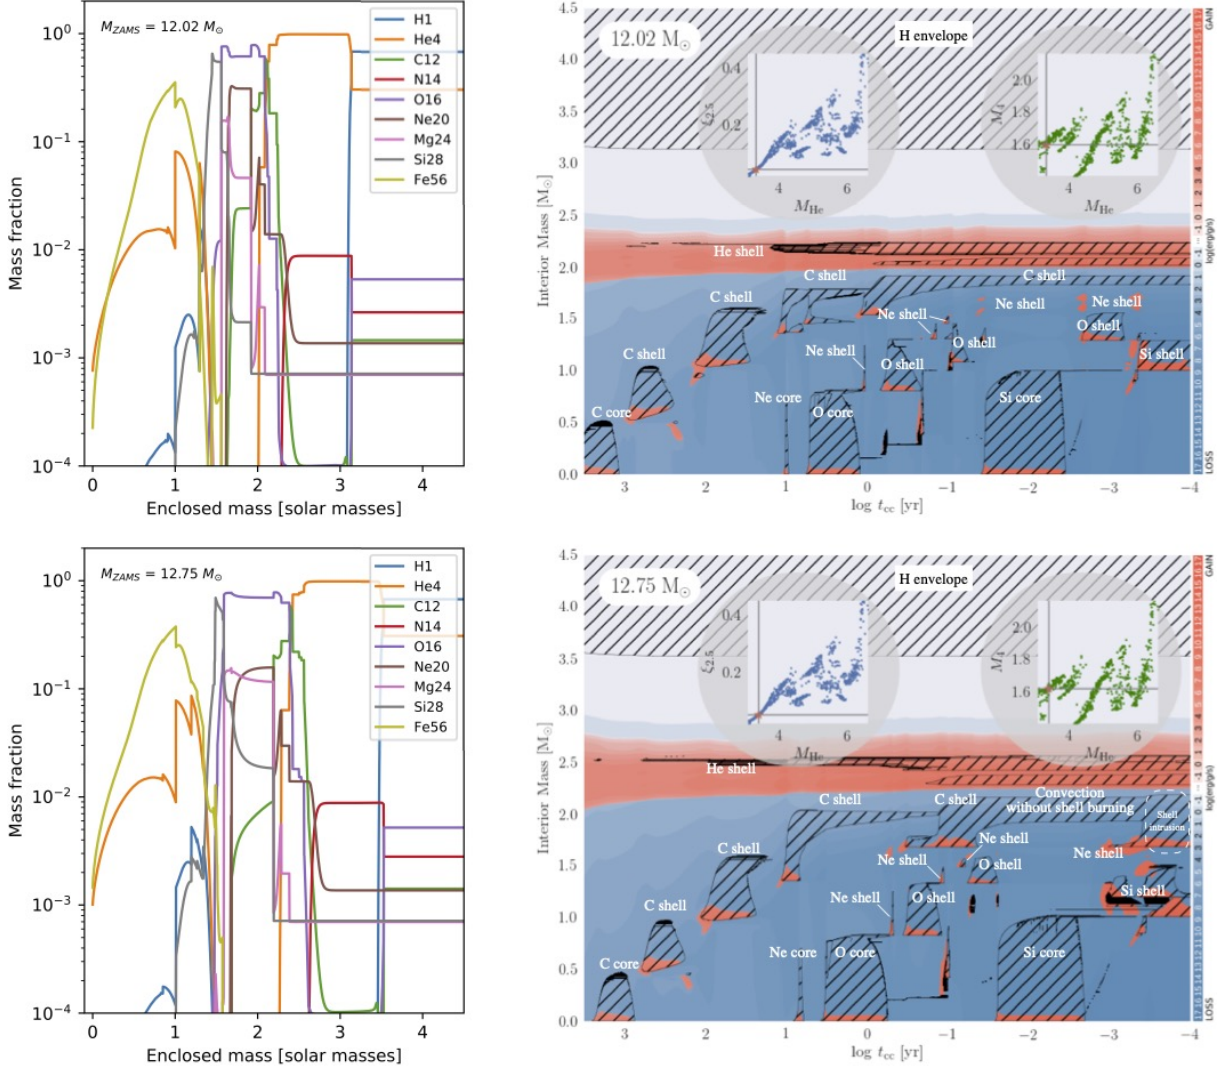 M_ZAMS = 12.02 M_⊙
H1
He4
C12
N14
O16
Ne20
Mg24
Si28
Fe56
10^0
10^-1
10^-2
10^-3
10^-4
Mass fraction
0 1 2 3 4
Enclosed mass [solar masses]
12.02 M_⊙
H envelope
4.5
4.0
3.5
3.0
2.5
2.0
1.5
1.0
0.5
0.0
Interior Mass [M_⊙]
0.4
0.2
ξ_2.5
4 6
M_He
2.0
1.8
1.6
M_4
4 6
M_He
He shell
C shell
C shell
C shell
Ne shell
Ne shell
Ne shell
C shell
O shell
O shell
Ne shell
O shell
Si shell
C core
Ne core
O core
Si core
3 2 1 0 −1 −2 −3 −4
log t_cc [yr]
GAIN
log(erg/g/s)
LOSS
M_ZAMS = 12.75 M_⊙
H1
He4
C12
N14
O16
Ne20
Mg24
Si28
Fe56
10^0
10^-1
10^-2
10^-3
10^-4
Mass fraction
0 1 2 3 4
Enclosed mass [solar masses]
12.75 M_⊙
H envelope
4.5
4.0
3.5
3.0
2.5
2.0
1.5
1.0
0.5
0.0
Interior Mass [M_⊙]
0.4
0.2
ξ_2.5
4 6
M_He
2.0
1.8
1.6
M_4
4 6
M_He
He shell
C shell
C shell
Convection
without shell burning
Shell
intrusion
C shell
Ne shell
Ne shell
Ne shell
O shell
C shell
Ne shell
O shell
Si shell
C core
Ne core
O core
Si core
3 2 1 0 −1 −2 −3 −4
log t_cc [yr]
GAIN
log(erg/g/s)
LOSS